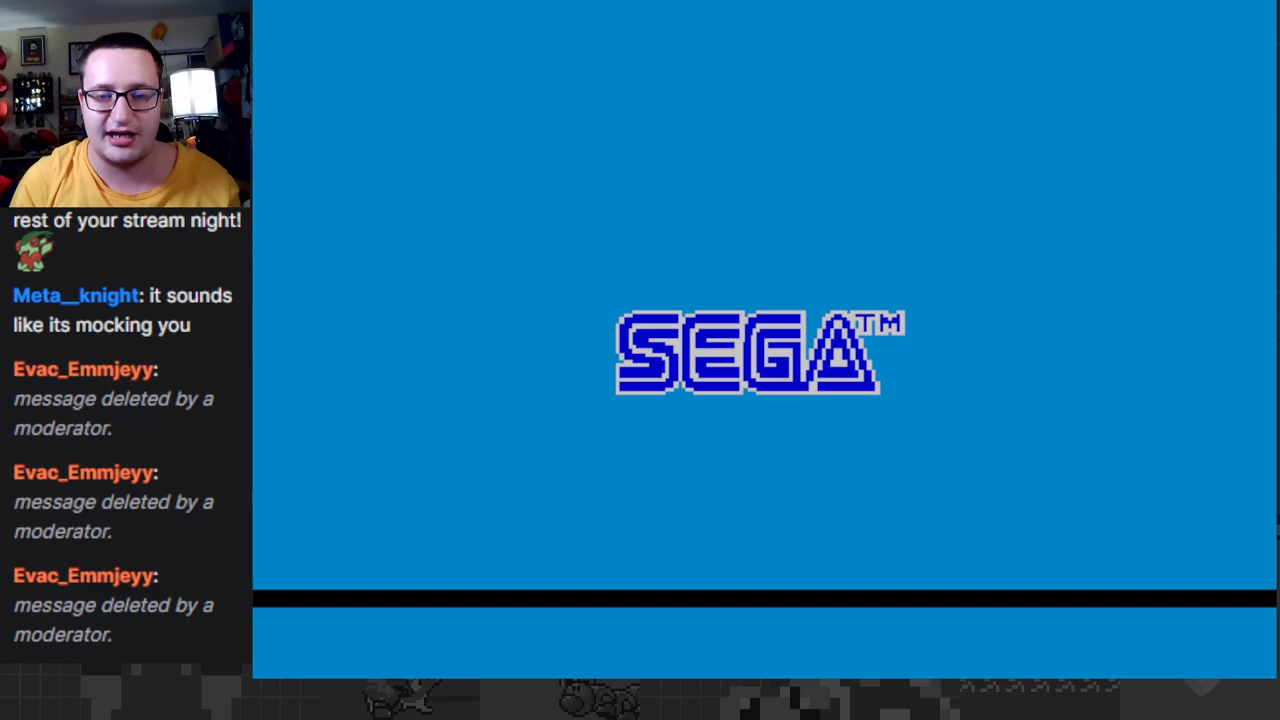 rest of your stream night!
Meta__knight: it sounds
like its mocking you
Evac_Emmjeyy:
message deleted by a
moderator.
Evac_Emmjeyy:
message deleted by a
moderator.
Evac_Emmjeyy:
message deleted by a
moderator.
SEGA™